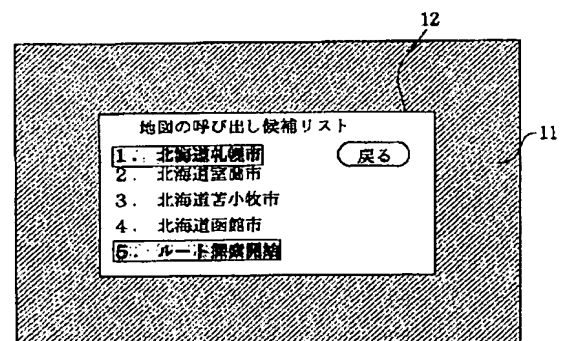 12
11
地図の呼び出し候補リスト
1. 北海道札幌市
戻る
2. 北海道室蘭市
3. 北海道苫小牧市
4. 北海道函館市
5. ルート探索開始